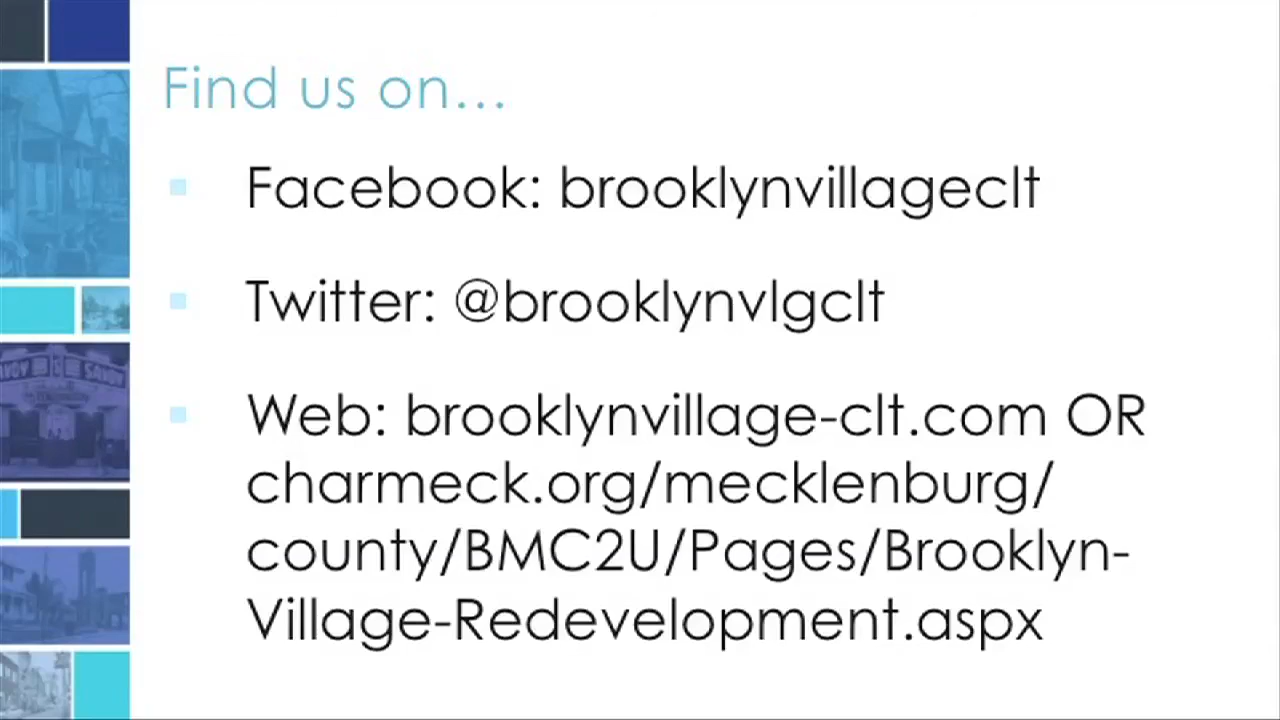 Find us on...
Facebook: brooklynvillageclt
Twitter: @brooklynvlgclt
Web: brooklynvillage-clt.com OR
charmeck.org/mecklenburg/
county/BMC2U/Pages/Brooklyn-
Village-Redevelopment.aspx
SAVOY